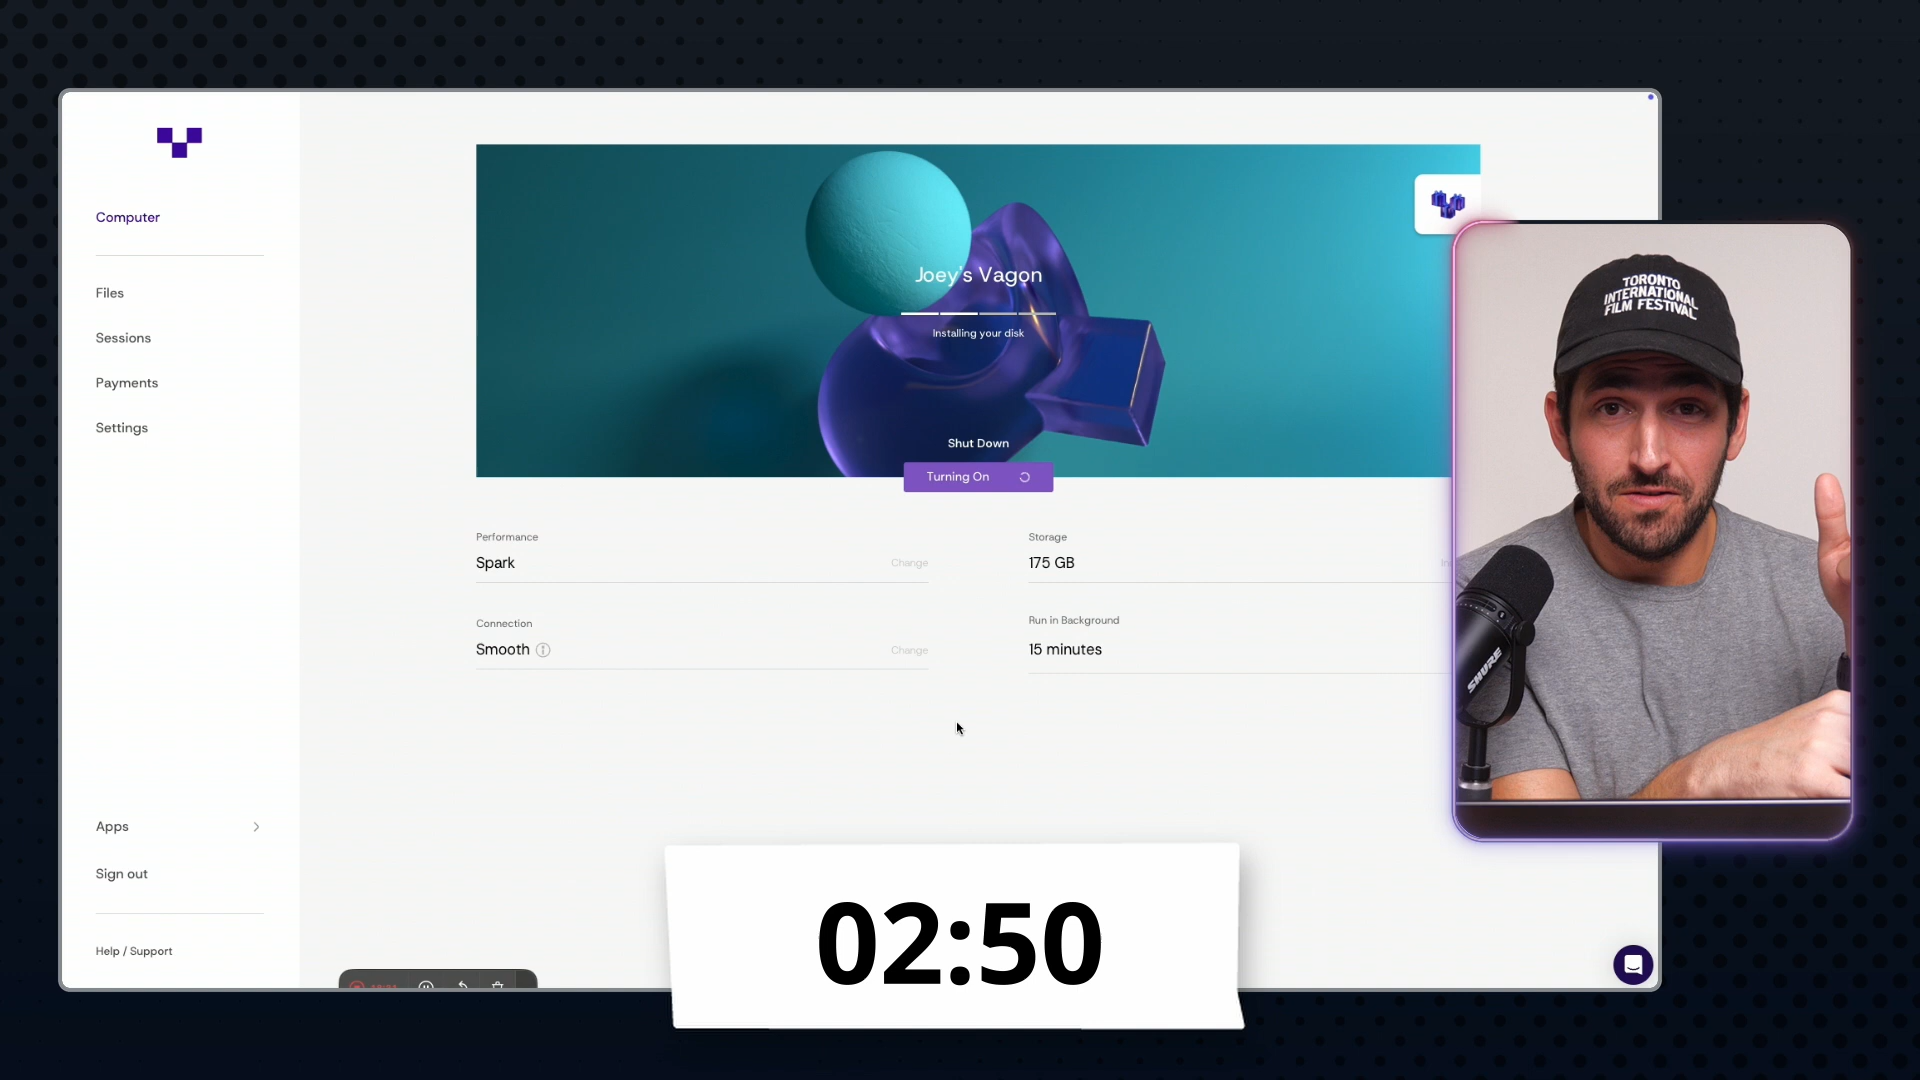 Computer
Files
Sessions
Payments
Settings
Apps
Sign out
Help / Support
Joey's Vagon
Installing your disk
Shut Down
Turning On
Performance
Spark
Change
Storage
175 GB
Connection
Smooth
Change
Run in Background
15 minutes
TORONTO
INTERNATIONAL
FILM FESTIVAL
SHURE
02:50